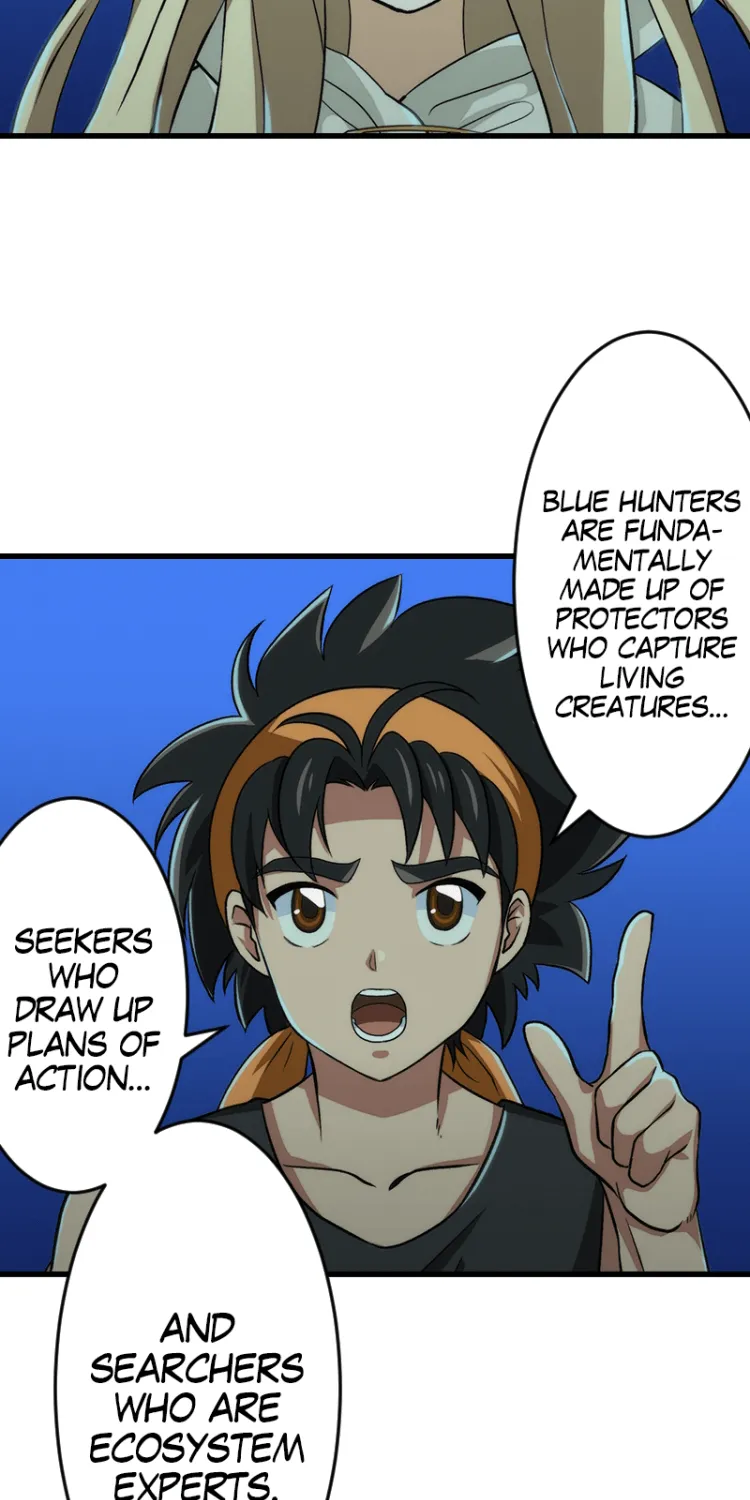 BLUE HUNTERS
ARE FUNDA-
MENTALLY
MADE UP OF
PROTECTORS
WHO CAPTURE
LIVING
CREATURES...
SEEKERS
WHO
DRAW UP
PLANS OF
ACTION...
AND
SEARCHERS
WHO ARE
ECOSYSTEM
EXPERTS.